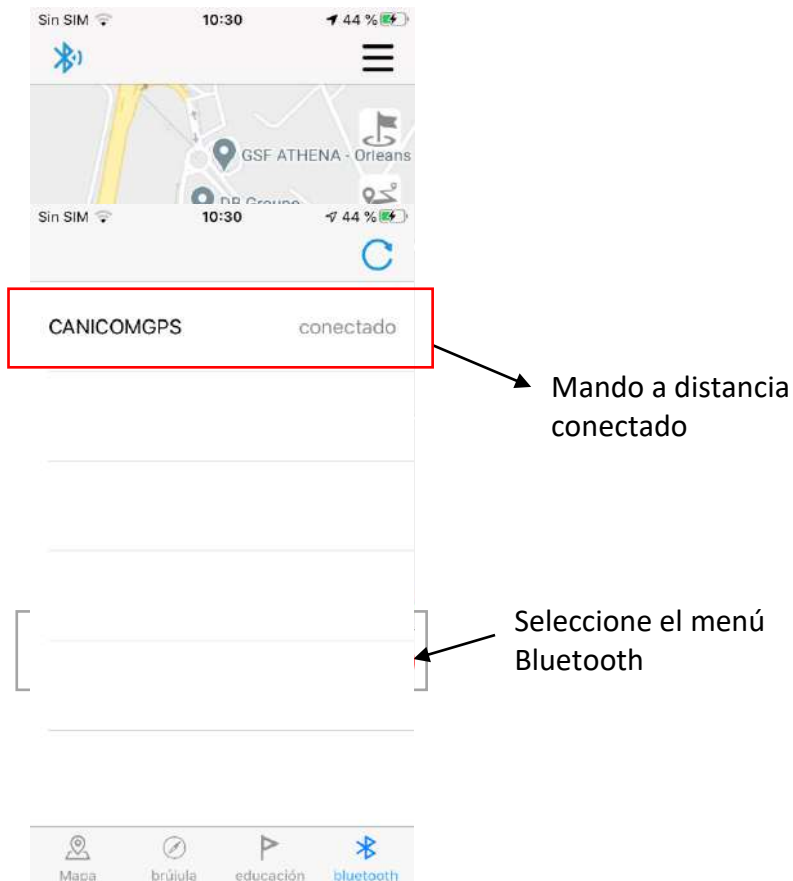 Sin SIM 10:30 44 %
GSF ATHENA - Orleans
Sin SIM 10:30 44 %
CANICOMGPS conectado
Mando a distancia
conectado
Seleccione el menú
Bluetooth
Mapa brújula educación bluetooth